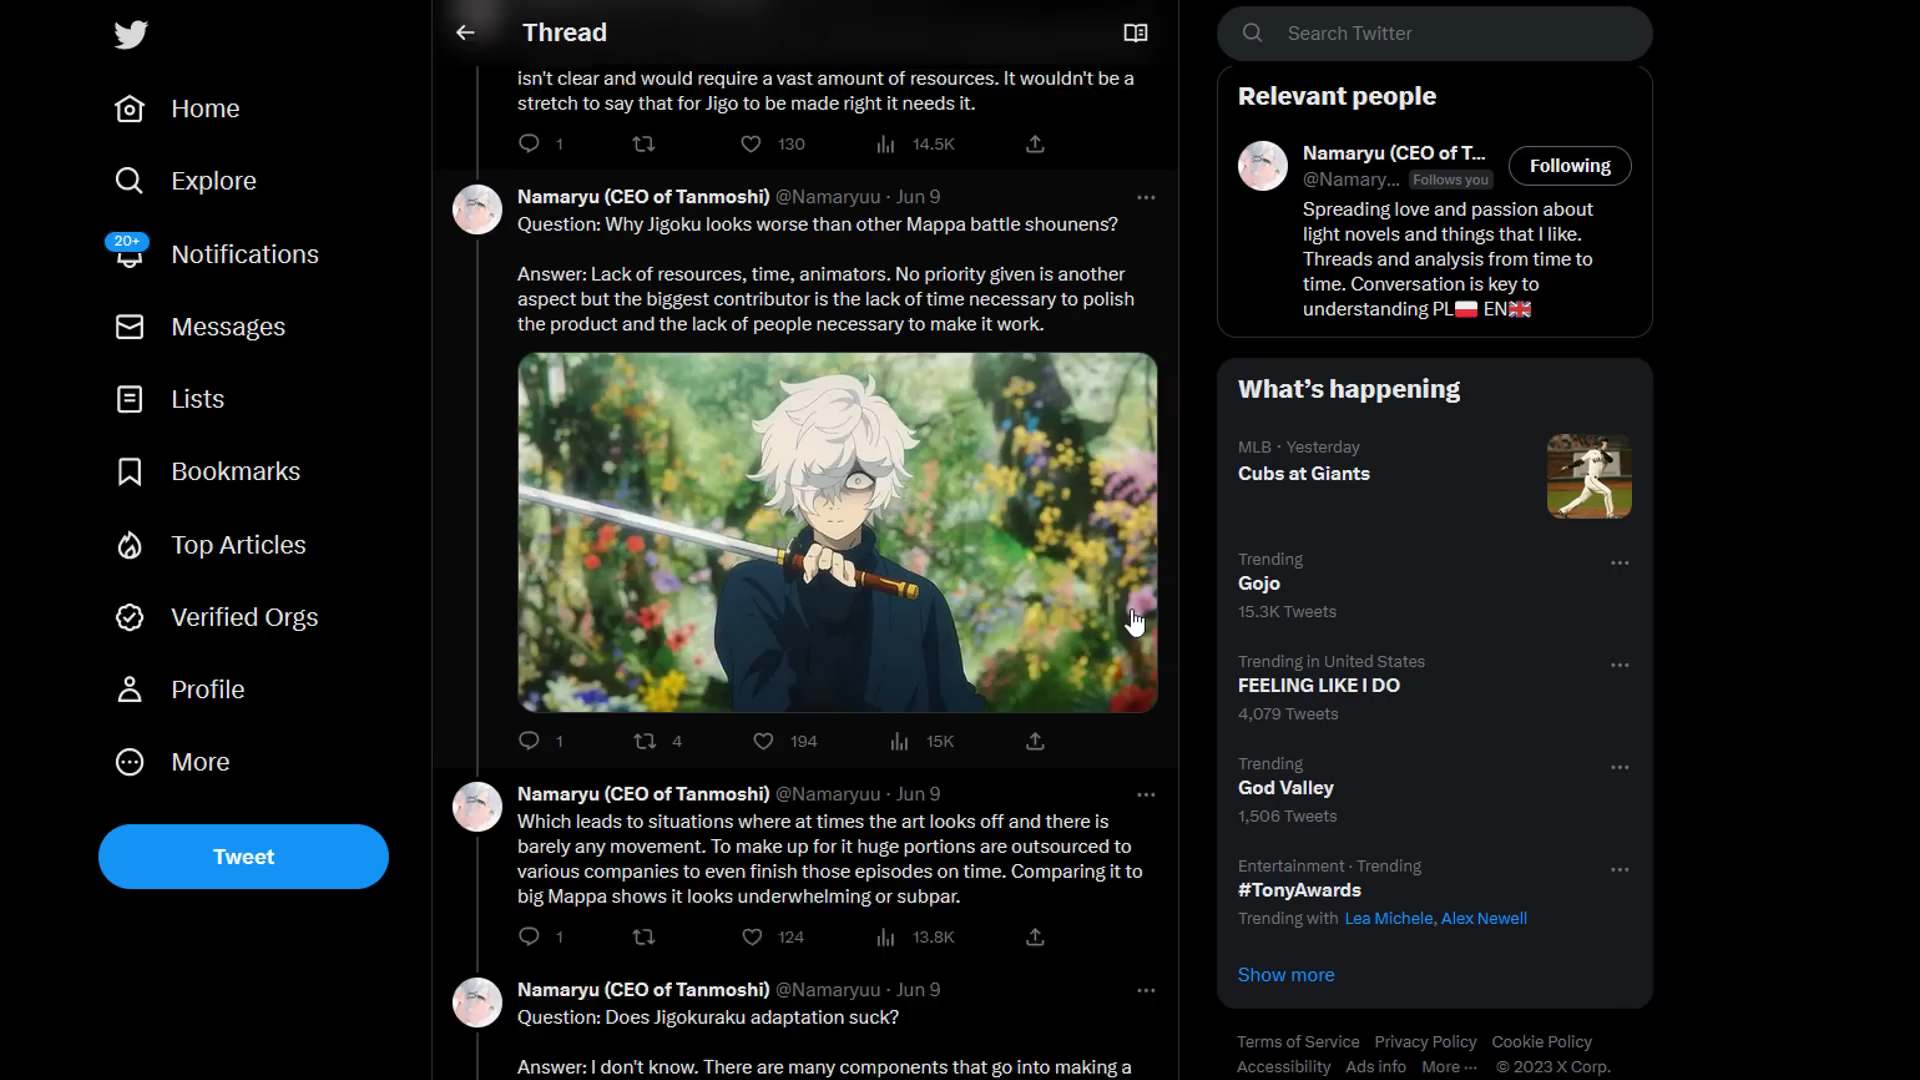 Home
Explore
20+
Notifications
Messages
Lists
Bookmarks
Top Articles
Verified Orgs
Profile
More
Tweet
Thread
isn't clear and would require a vast amount of resources. It wouldn't be a
stretch to say that for Jigo to be made right it needs it.
1 130 14.5K
Namaryu (CEO of Tanmoshi) @Namaryuu · Jun 9
Question: Why Jigoku looks worse than other Mappa battle shounens?
Answer: Lack of resources, time, animators. No priority given is another
aspect but the biggest contributor is the lack of time necessary to polish
the product and the lack of people necessary to make it work.
1 4 194 15K
Namaryu (CEO of Tanmoshi) @Namaryuu · Jun 9
Which leads to situations where at times the art looks off and there is
barely any movement. To make up for it huge portions are outsourced to
various companies to even finish those episodes on time. Comparing it to
big Mappa shows it looks underwhelming or subpar.
1 124 13.8K
Namaryu (CEO of Tanmoshi) @Namaryuu · Jun 9
Question: Does Jigokuraku adaptation suck?
Answer: I don't know. There are many components that go into making a
Search Twitter
Relevant people
Namaryu (CEO of T...
@Namary... Follows you
Following
Spreading love and passion about
light novels and things that I like.
Threads and analysis from time to
time. Conversation is key to
understanding PL🇵🇱 EN🇬🇧
What's happening
MLB · Yesterday
Cubs at Giants
Trending
Gojo
15.3K Tweets
Trending in United States
FEELING LIKE I DO
4,079 Tweets
Trending
God Valley
1,506 Tweets
Entertainment · Trending
#TonyAwards
Trending with Lea Michele, Alex Newell
Show more
Terms of Service Privacy Policy Cookie Policy
Accessibility Ads info More ··· © 2023 X Corp.